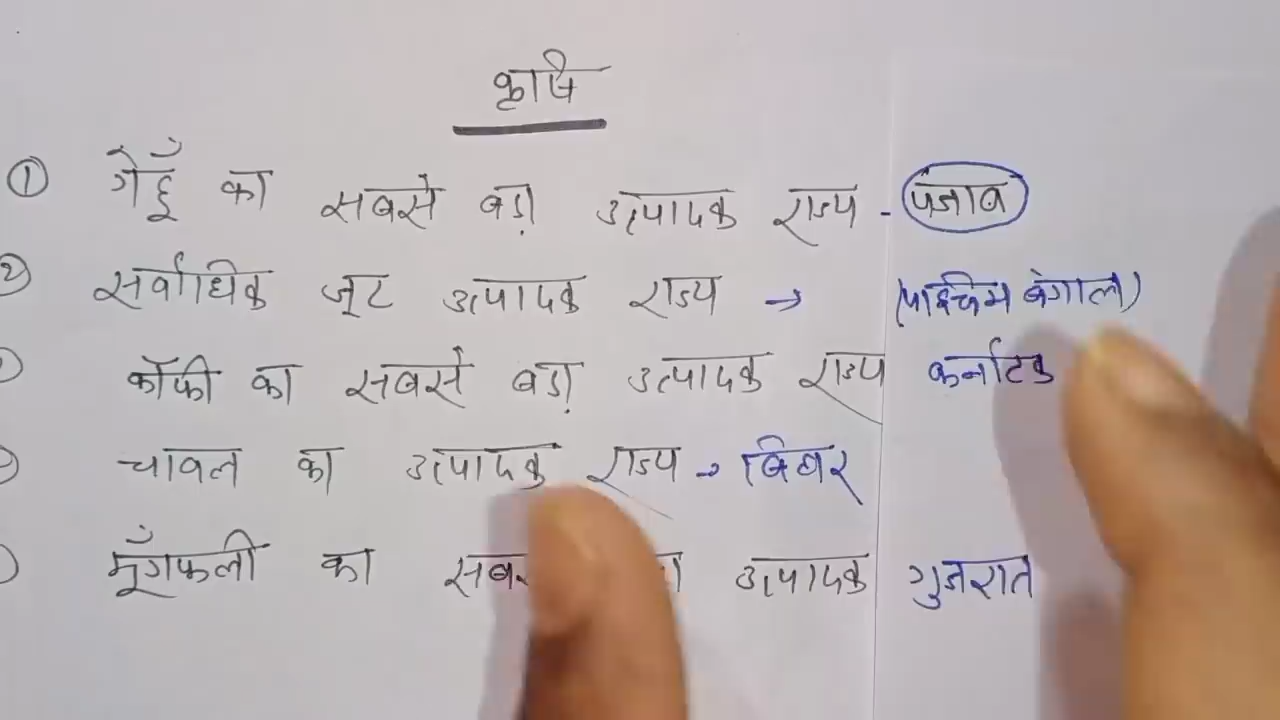 कृषि
① गेहूँ का सबसे बड़ा उत्पादक राज्य - पंजाब
② सर्वाधिक जूट उत्पादक राज्य → (पश्चिम बंगाल)
कॉफी का सबसे बड़ा उत्पादक राज्य कर्नाटक
चावल का उत्पादक राज्य → बिहार
मूँगफली का उत्पादक गुजरात